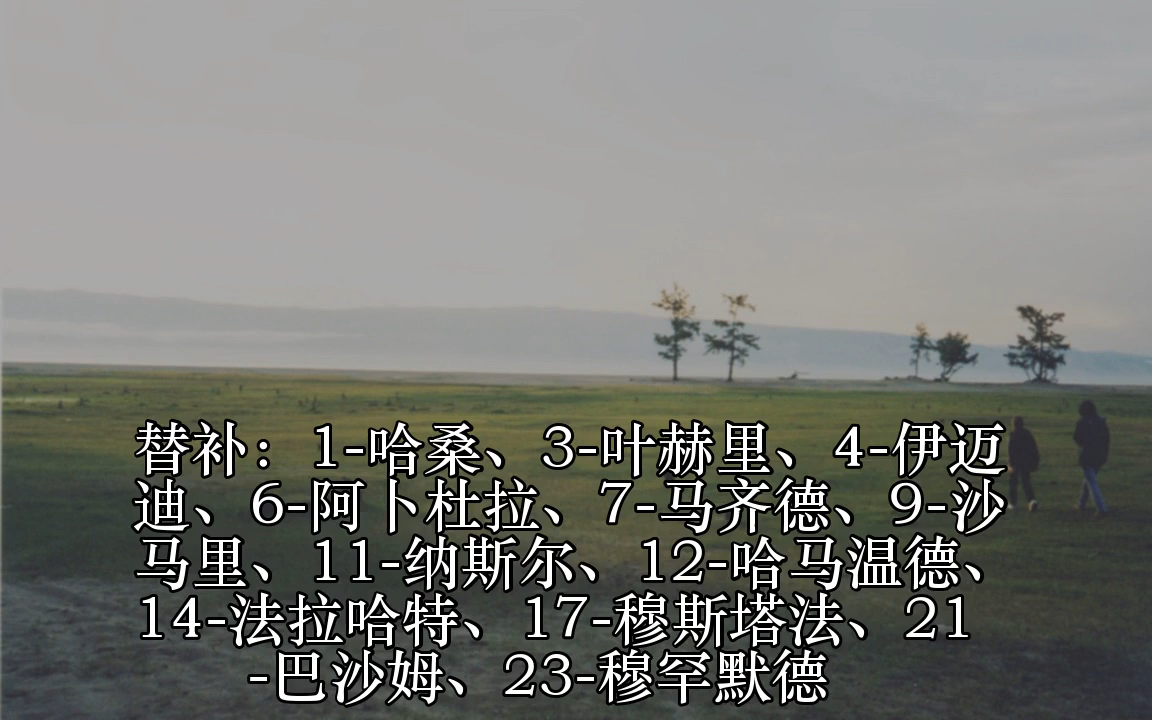 替补：1-哈桑、3-叶赫里、4-伊迈
迪、6-阿卜杜拉、7-马齐德、9-沙
马里、11-纳斯尔、12-哈马温德、
14-法拉哈特、17-穆斯塔法、21
-巴沙姆、23-穆罕默德